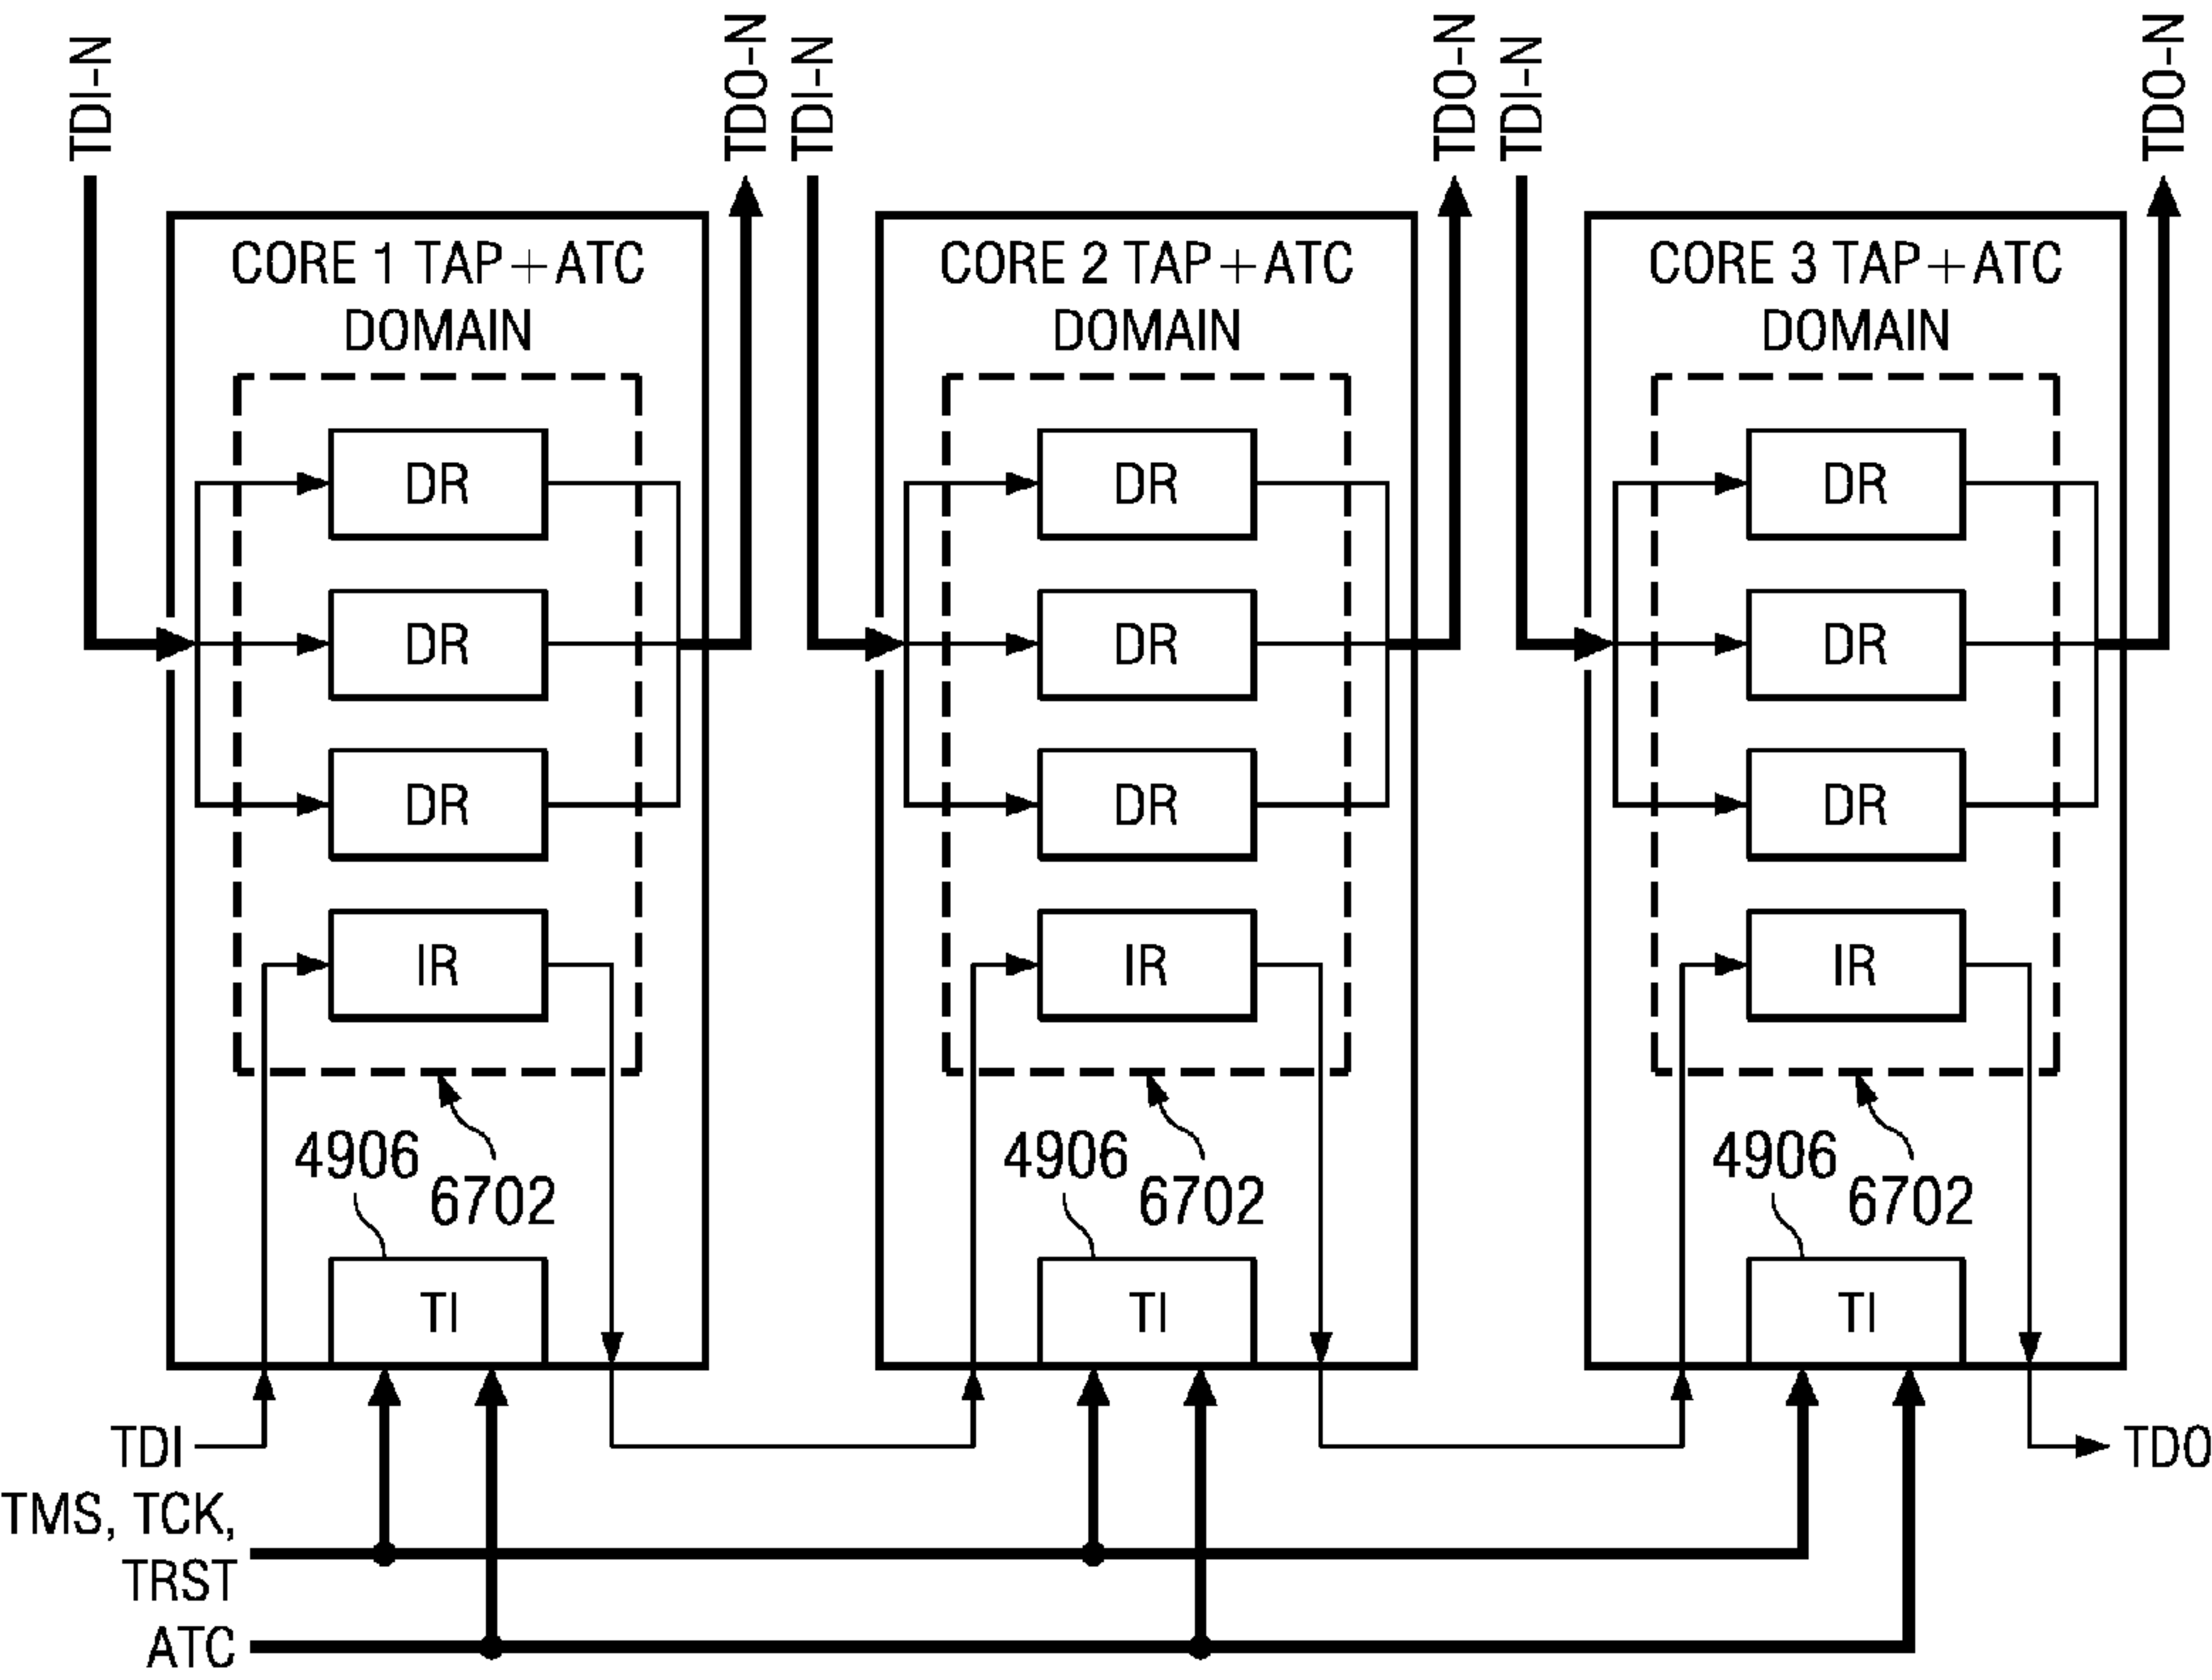 TDI-N
TDO-N
TDI-N
TDO-N
TDI-N
TDO-N
CORE 1 TAP+ATC
DOMAIN
DR
DR
DR
IR
4906
6702
TI
CORE 2 TAP+ATC
DOMAIN
DR
DR
DR
IR
4906
6702
TI
CORE 3 TAP+ATC
DOMAIN
DR
DR
DR
IR
4906
6702
TI
TDI
TDO
TMS, TCK,
TRST
ATC